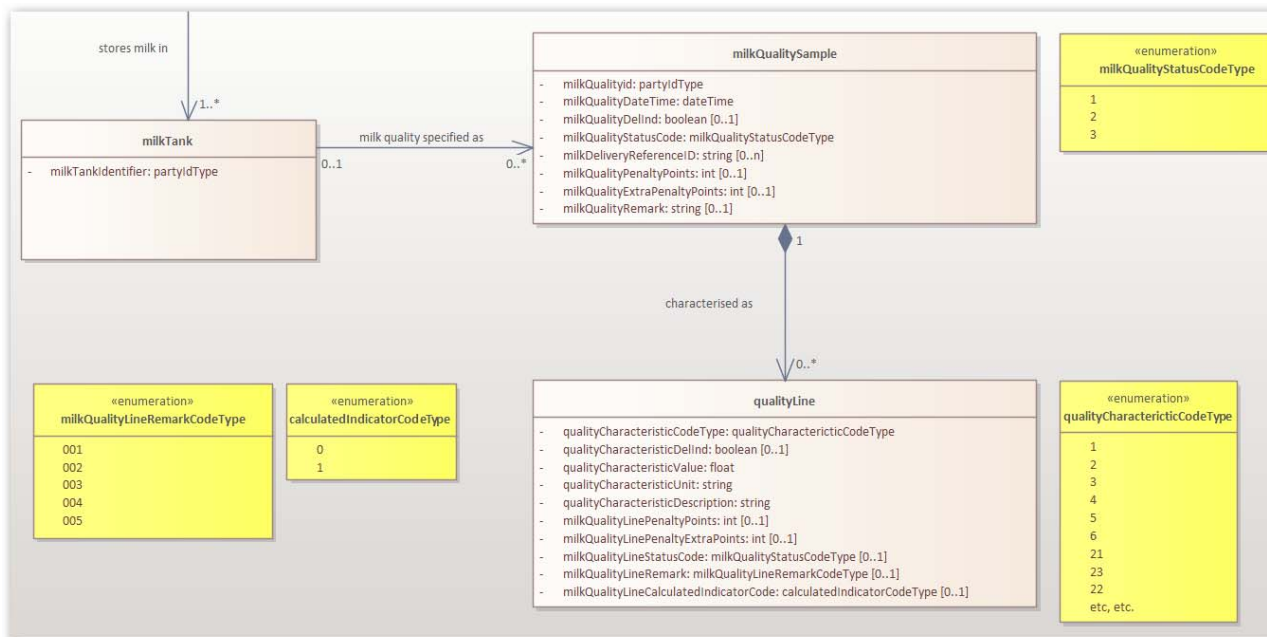 stores milk in
1..*
milkTank
- milkTankIdentifier: partyIdType
milk quality specified as
0..1
0..*
milkQualitySample
- milkQualityid: partyIdType
- milkQualityDateTime: dateTime
- milkQualityDelInd: boolean [0..1]
- milkQualityStatusCode: milkQualityStatusCodeType
- milkDeliveryReferenceID: string [0..n]
- milkQualityPenaltyPoints: int [0..1]
- milkQualityExtraPenaltyPoints: int [0..1]
- milkQualityRemark: string [0..1]
«enumeration»
milkQualityStatusCodeType
1
2
3
1
characterised as
0..*
«enumeration»
milkQualityLineRemarkCodeType
001
002
003
004
005
«enumeration»
calculatedIndicatorCodeType
0
1
qualityLine
- qualityCharacteristicCodeType: qualityCharactericticCodeType
- qualityCharacteristicDelInd: boolean [0..1]
- qualityCharacteristicValue: float
- qualityCharacteristicUnit: string
- qualityCharacteristicDescription: string
- milkQualityLinePenaltyPoints: int [0..1]
- milkQualityLinePenaltyExtraPoints: int [0..1]
- milkQualityLineStatusCode: milkQualityStatusCodeType [0..1]
- milkQualityLineRemark: milkQualityLineRemarkCodeType [0..1]
- milkQualityLineCalculatedIndicatorCode: calculatedIndicatorCodeType [0..1]
«enumeration»
qualityCharactericticCodeType
1
2
3
4
5
6
21
23
22
etc, etc.